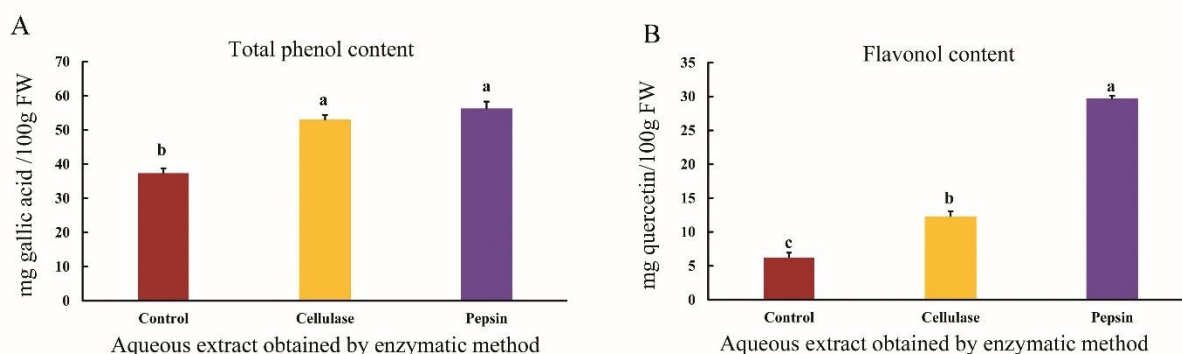 A
Total phenol content
mg gallic acid /100g FW
70
60
50
40
30
20
10
0
b
a
a
Control
Cellulase
Pepsin
Aqueous extract obtained by enzymatic method
B
Flavonol content
mg quercetin/100g FW
35
30
25
20
15
10
5
0
c
b
a
Control
Cellulase
Pepsin
Aqueous extract obtained by enzymatic method